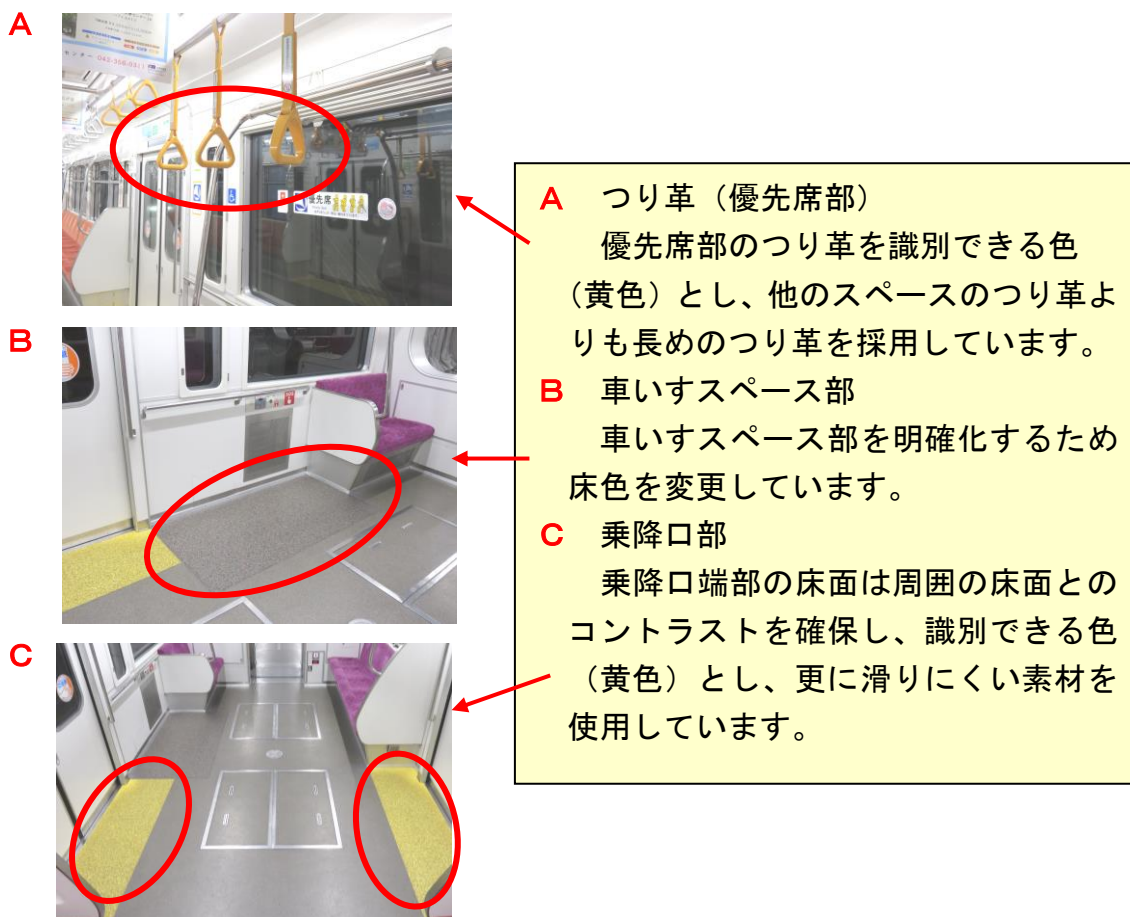 A
センター 042-356-0311
優先席
B
C
A つり革（優先席部）
優先席部のつり革を識別できる色
（黄色）とし、他のスペースのつり革よ
りも長めのつり革を採用しています。
B 車いすスペース部
車いすスペース部を明確化するため
床色を変更しています。
C 乗降口部
乗降口端部の床面は周囲の床面との
コントラストを確保し、識別できる色
（黄色）とし、更に滑りにくい素材を
使用しています。